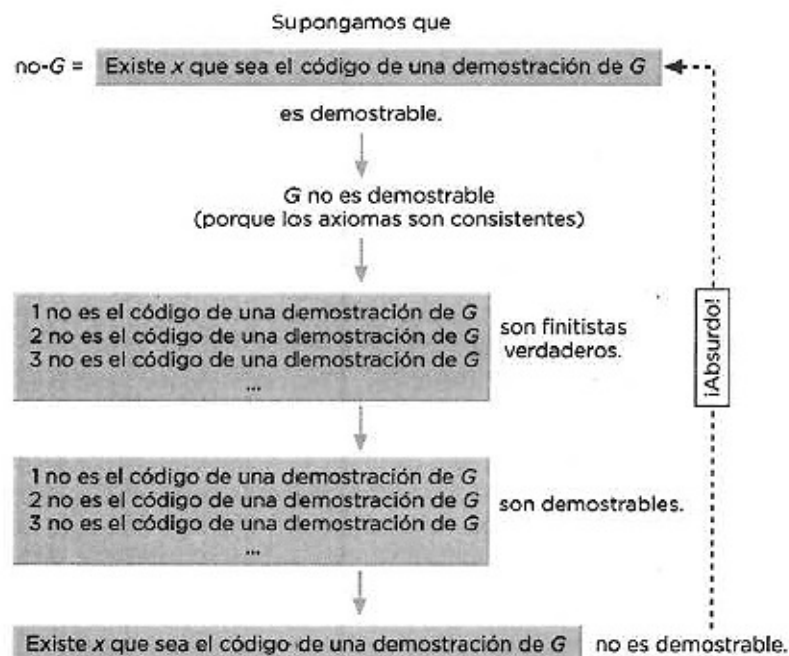 Supongamos que
no-G = Existe x que sea el código de una demostración de G
es demostrable.
G no es demostrable
(porque los axiomas son consistentes)
1 no es el código de una demostración de G
2 no es el código de una demostración de G
3 no es el código de una demostración de G
...
son finitistas
verdaderos.
¡Absurdo!
1 no es el código de una demostración de G
2 no es el código de una demostración de G
3 no es el código de una demostración de G
...
son demostrables.
Existe x que sea el código de una demostración de G no es demostrable.